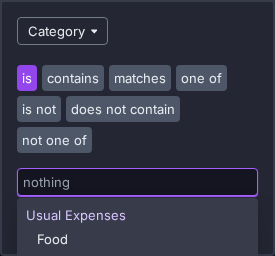 Category
is contains matches one of
is not does not contain
not one of
nothing
Usual Expenses
Food